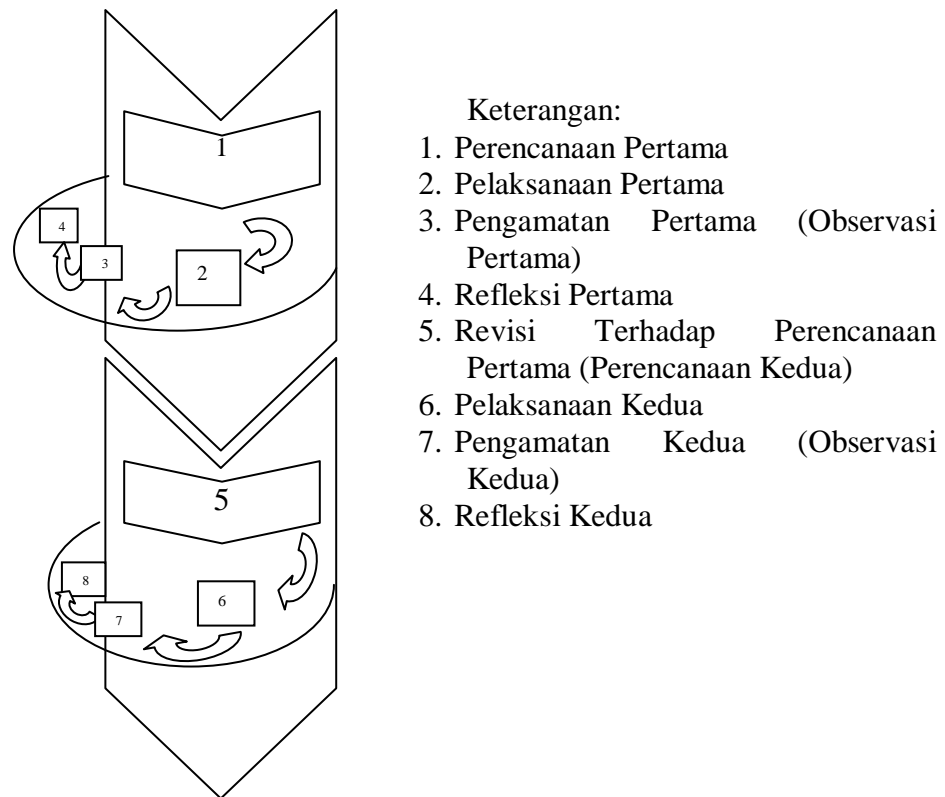 1
4
3
2
5
8
6
7
Keterangan:
1. Perencanaan Pertama
2. Pelaksanaan Pertama
3. Pengamatan Pertama (Observasi
Pertama)
4. Refleksi Pertama
5. Revisi Terhadap Perencanaan
Pertama (Perencanaan Kedua)
6. Pelaksanaan Kedua
7. Pengamatan Kedua (Observasi
Kedua)
8. Refleksi Kedua